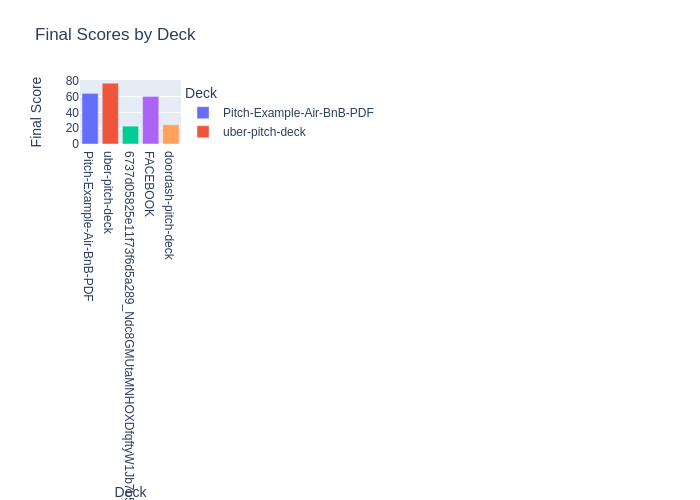 Final Scores by Deck
Final Score
80
60
40
20
0
Deck
Pitch-Example-Air-BnB-PDF
uber-pitch-deck
Pitch-Example-Air-BnB-PDF
uber-pitch-deck
6737d05825e11f73f6d5a289_Ndc8GMUtaMNHOXDfqftyW1Jb7
FACEBOOK
doordash-pitch-deck
Deck